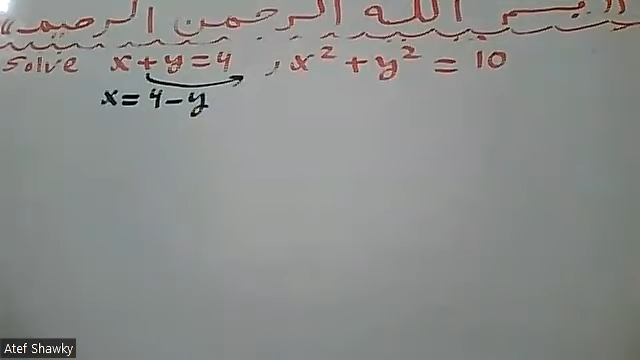 بسم الله الرحمن الرحيم
Solve x + y = 4 , x² + y² = 10
x = 4 - y
Atef Shawky